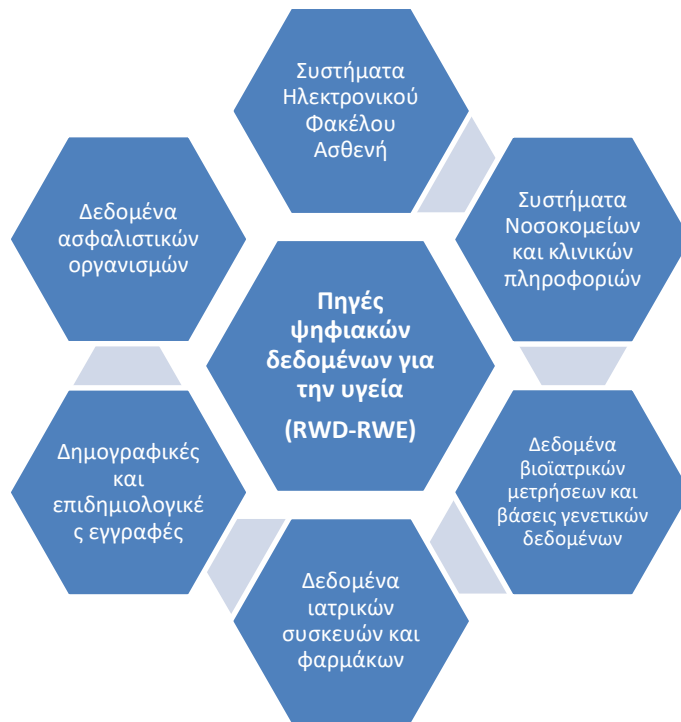 Συστήματα
Ηλεκτρονικού
Φακέλου
Ασθενή
Συστήματα
Νοσοκομείων
και κλινικών
πληροφοριών
Δεδομένα
ασφαλιστικών
οργανισμών
Πηγές
ψηφιακών
δεδομένων για
την υγεία
(RWD-RWE)
Δεδομένα
βιοϊατρικών
μετρήσεων και
βάσεις γενετικών
δεδομένων
Δημογραφικές
και
επιδημιολογικέ
ς εγγραφές
Δεδομένα
ιατρικών
συσκευών και
φαρμάκων